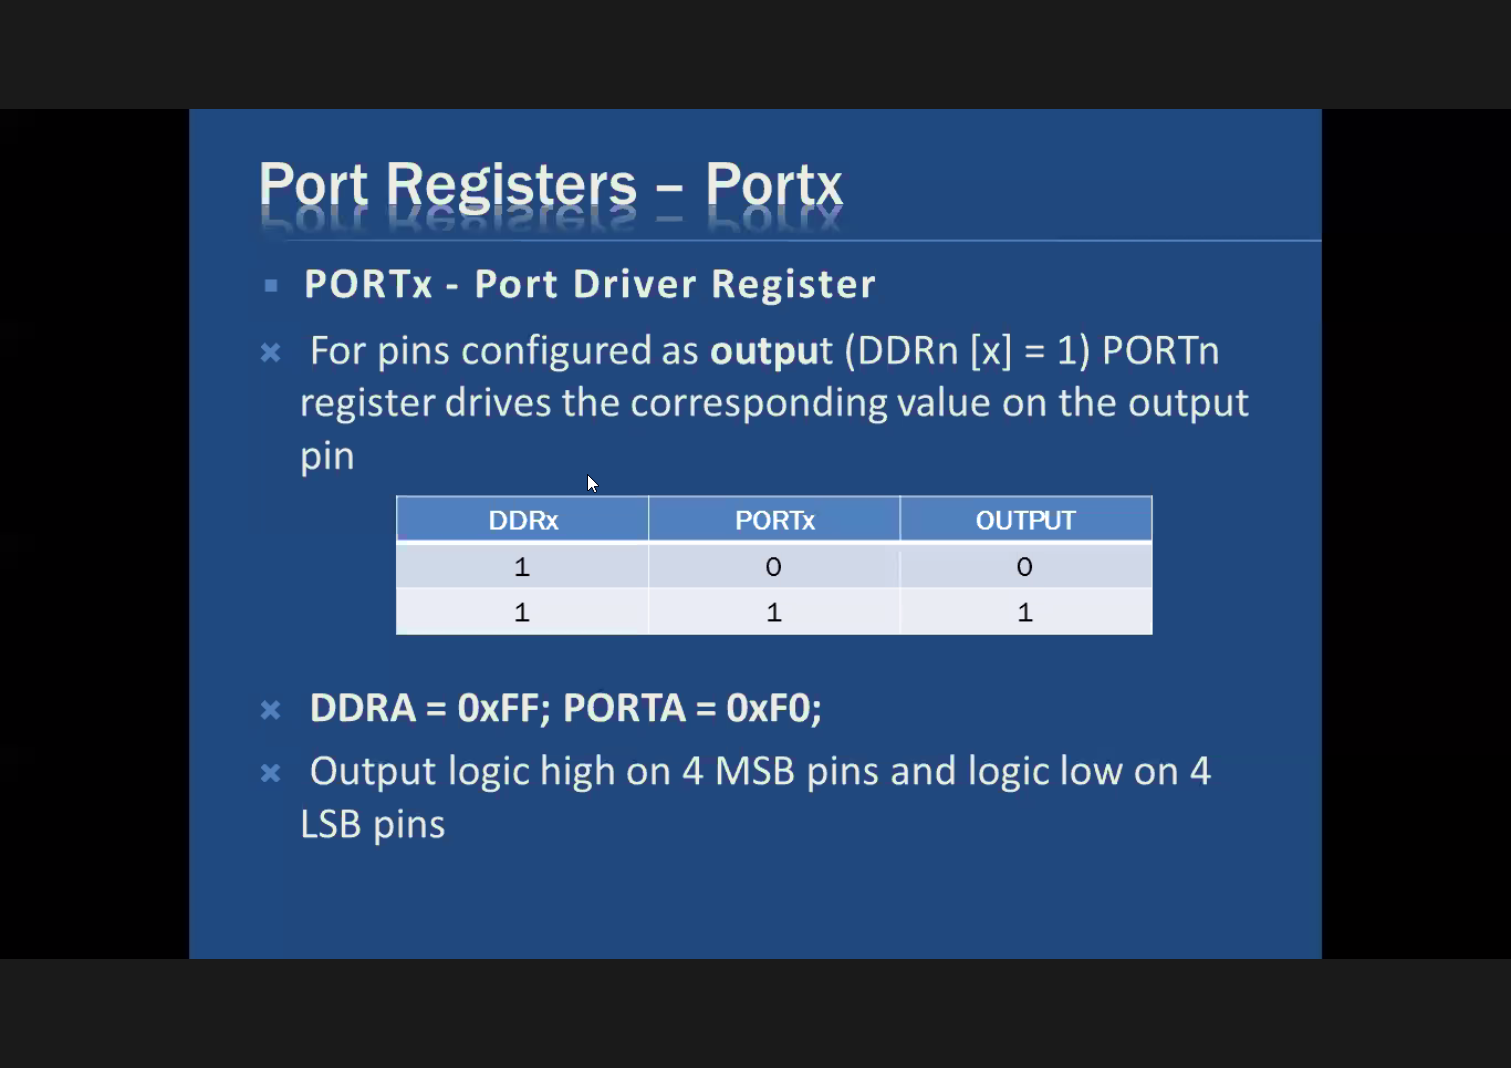 Port Registers – Portx
PORTx - Port Driver Register
For pins configured as output (DDRn [x] = 1) PORTn
register drives the corresponding value on the output
pin
DDRx PORTx OUTPUT
1 0 0
1 1 1
DDRA = 0xFF; PORTA = 0xF0;
Output logic high on 4 MSB pins and logic low on 4
LSB pins